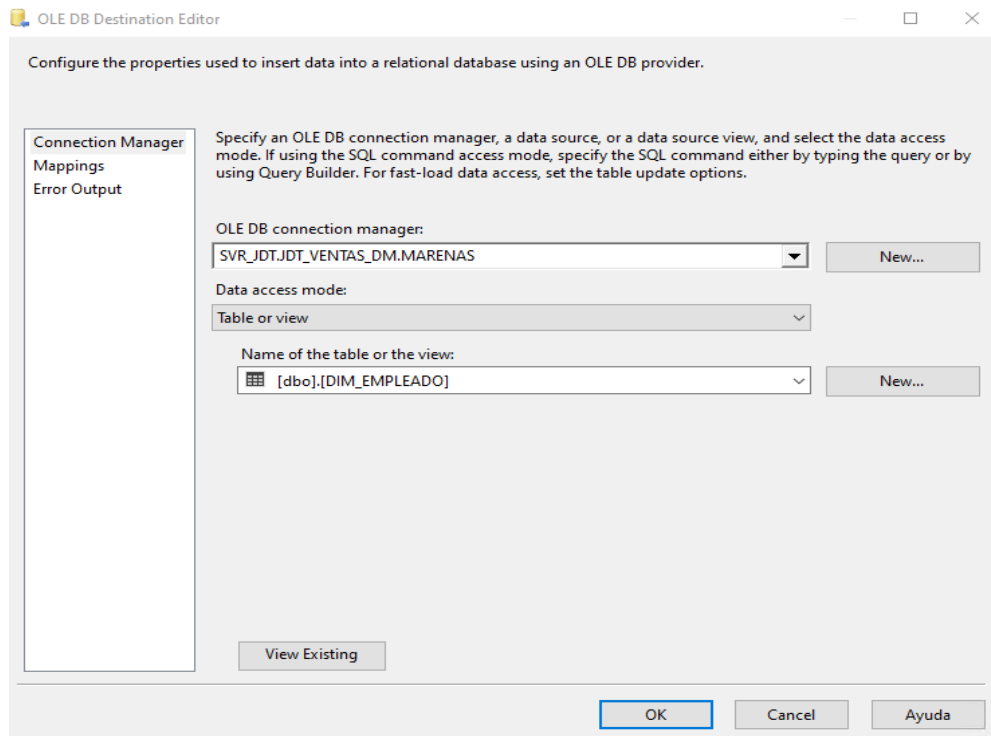 OLE DB Destination Editor
Configure the properties used to insert data into a relational database using an OLE DB provider.
Connection Manager
Mappings
Error Output
Specify an OLE DB connection manager, a data source, or a data source view, and select the data access
mode. If using the SQL command access mode, specify the SQL command either by typing the query or by
using Query Builder. For fast-load data access, set the table update options.
OLE DB connection manager:
SVR_JDT.JDT_VENTAS_DM.MARENAS
New...
Data access mode:
Table or view
Name of the table or the view:
[dbo].[DIM_EMPLEADO]
New...
View Existing
OK
Cancel
Ayuda